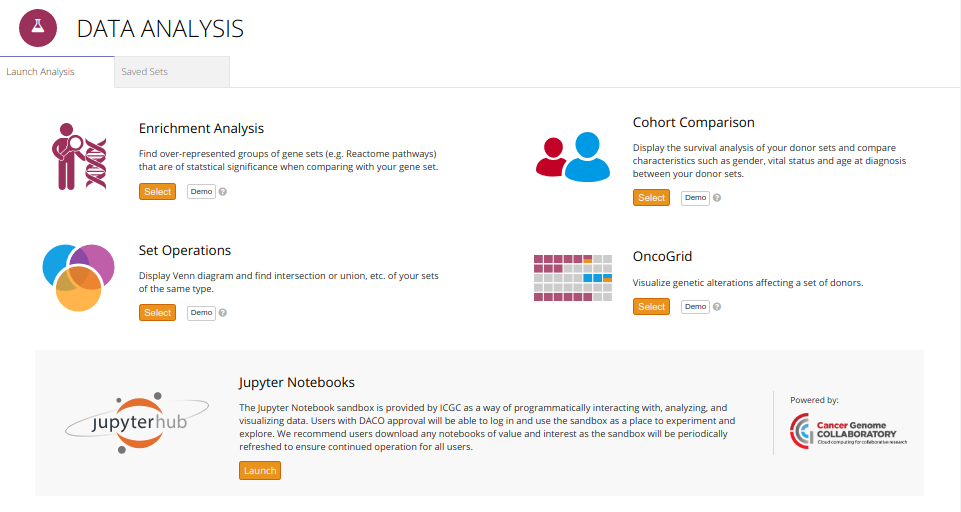 DATA ANALYSIS
Launch Analysis
Saved Sets
Enrichment Analysis
Find over-represented groups of gene sets (e.g. Reactome pathways)
that are of statstical significance when comparing with your gene set.
Select
Demo
?
Cohort Comparison
Display the survival analysis of your donor sets and compare
characteristics such as gender, vital status and age at diagnosis
between your donor sets.
Select
Demo
?
Set Operations
Display Venn diagram and find intersection or union, etc. of your sets
of the same type.
Select
Demo
?
OncoGrid
Visualize genetic alterations affecting a set of donors.
Select
Demo
?
jupyterhub
Jupyter Notebooks
The Jupyter Notebook sandbox is provided by ICGC as a way of programmatically interacting with, analyzing, and
visualizing data. Users with DACO approval will be able to log in and use the sandbox as a place to experiment and
explore. We recommend users download any notebooks of value and interest as the sandbox will be periodically
refreshed to ensure continued operation for all users.
Launch
Powered by:
Cancer Genome
COLLABORATORY
Cloud computing for collaborative research